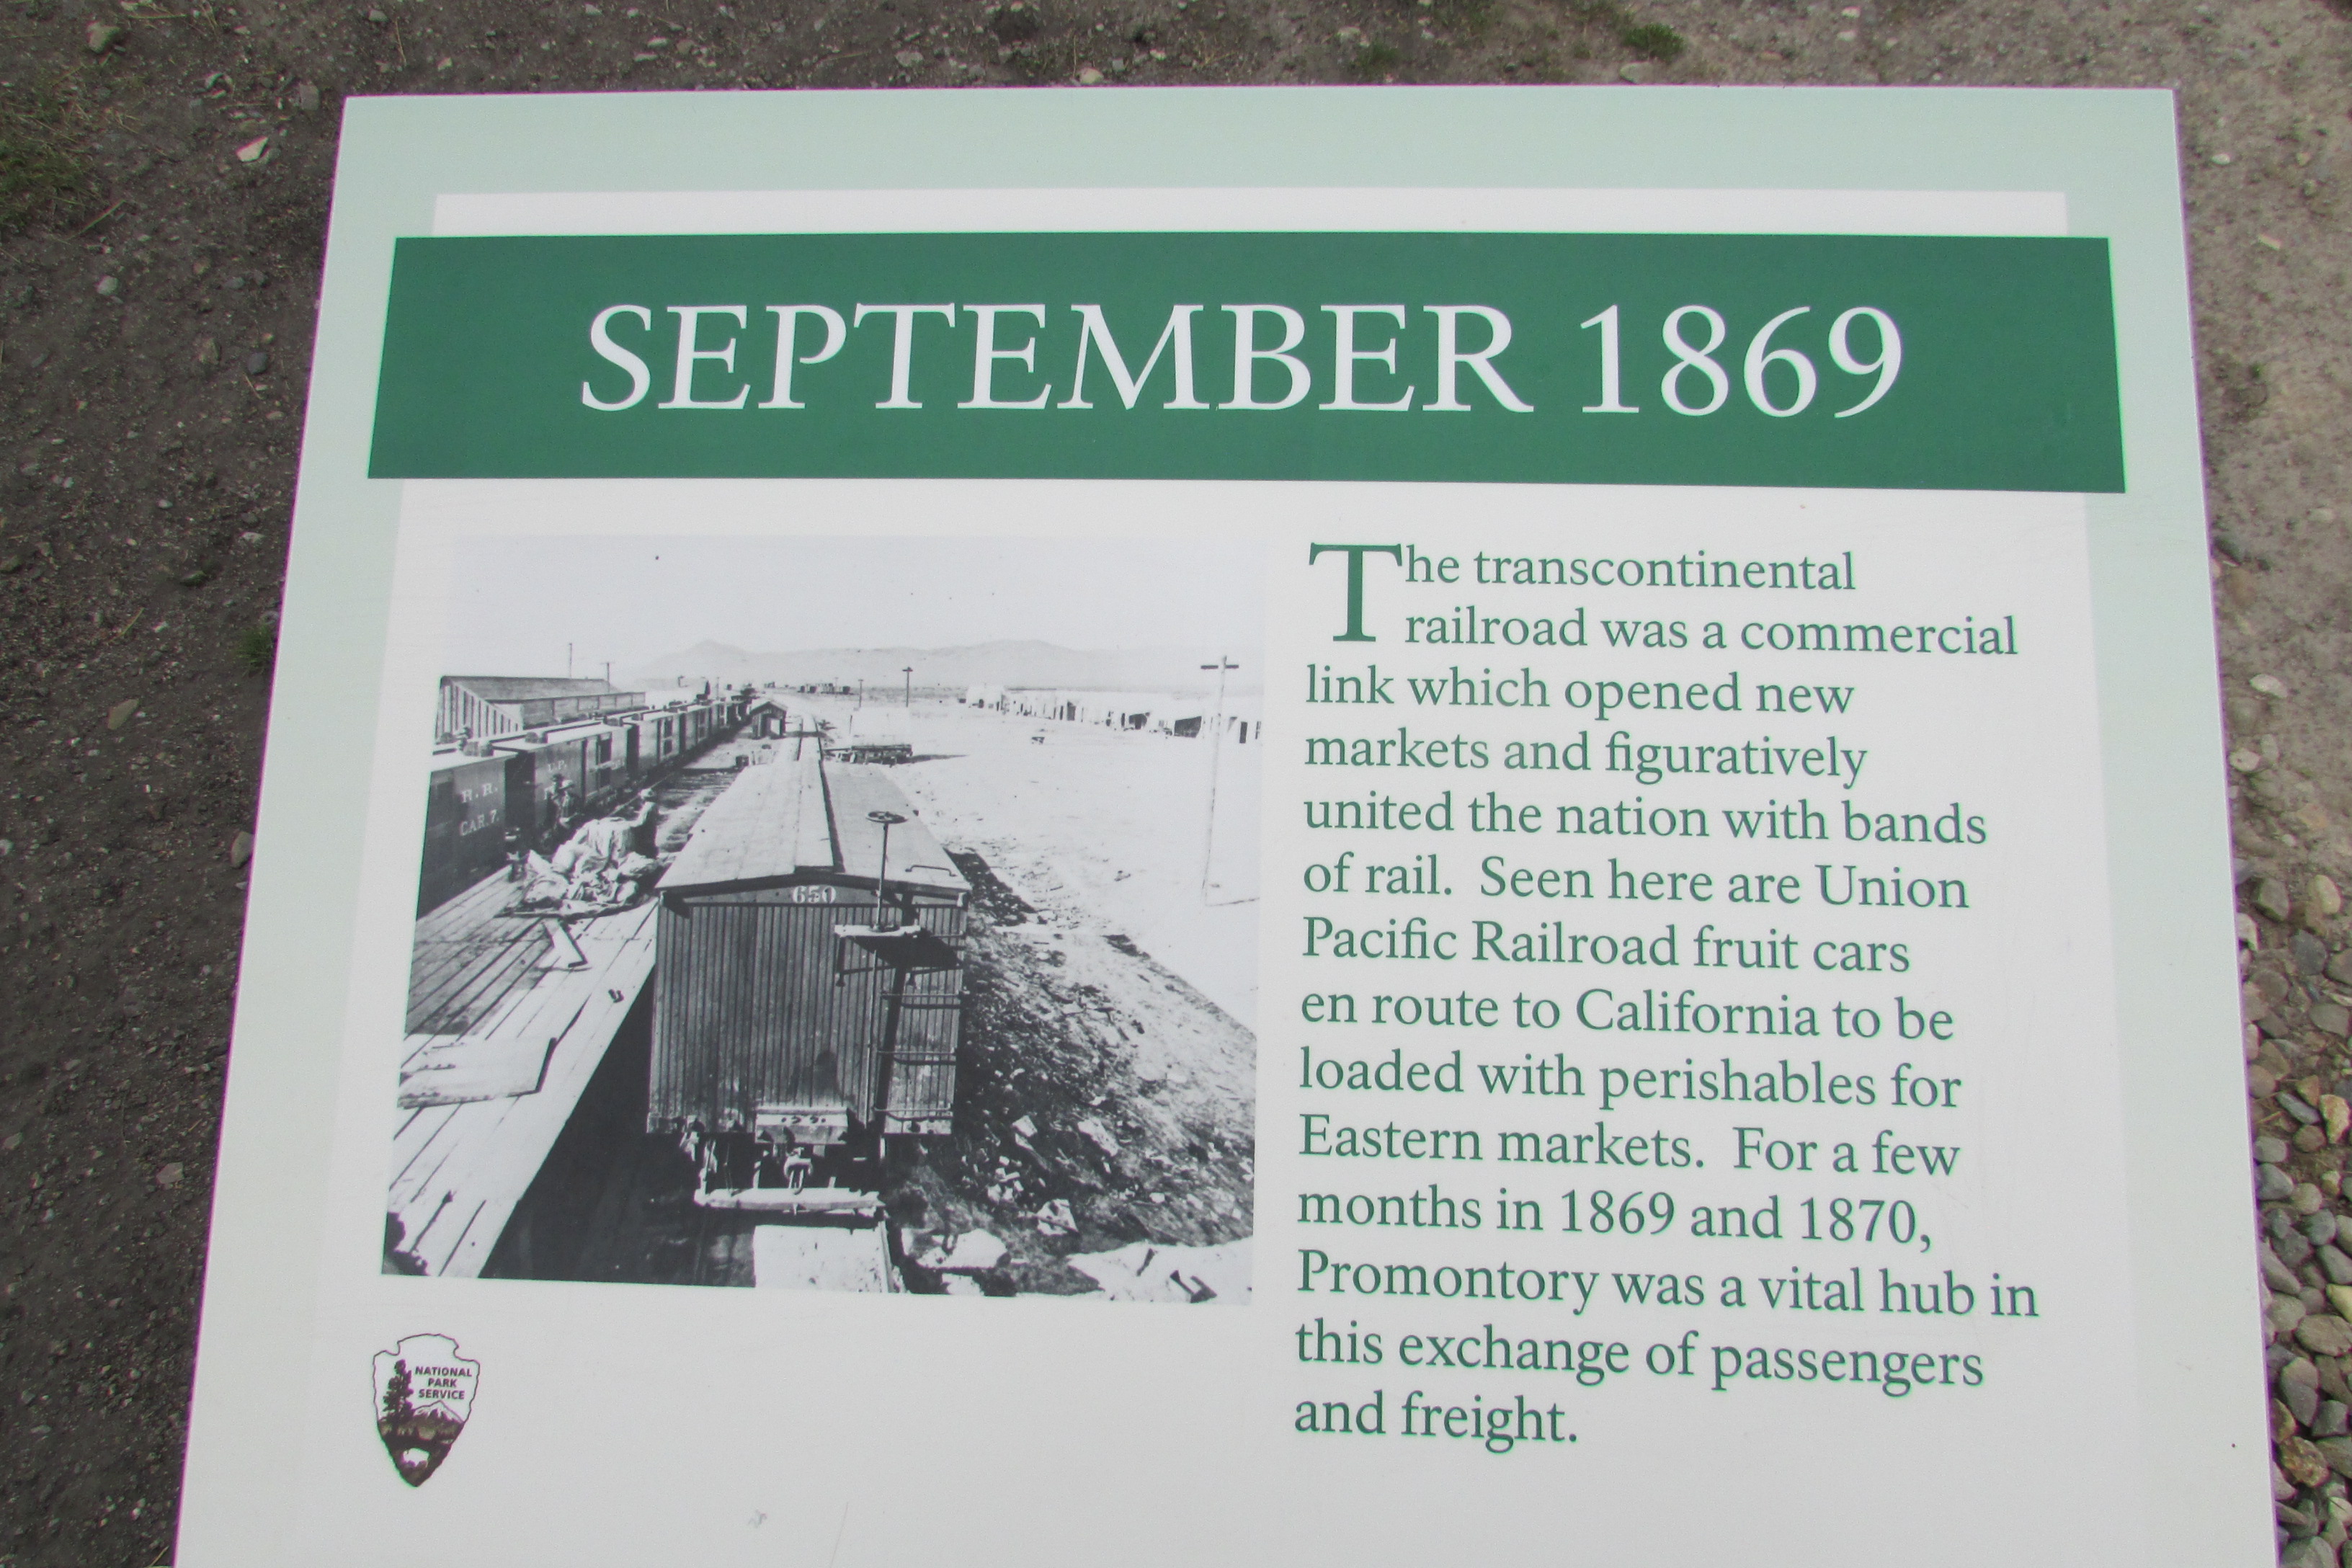 SEPTEMBER 1869
The transcontinental
railroad was a commercial
link which opened new
markets and figuratively
united the nation with bands
of rail. Seen here are Union
Pacific Railroad fruit cars
en route to California to be
loaded with perishables for
Eastern markets. For a few
months in 1869 and 1870,
Promontory was a vital hub in
this exchange of passengers
and freight.
R.R.
CAR.7.
U.P.
650
NATIONAL
PARK
SERVICE